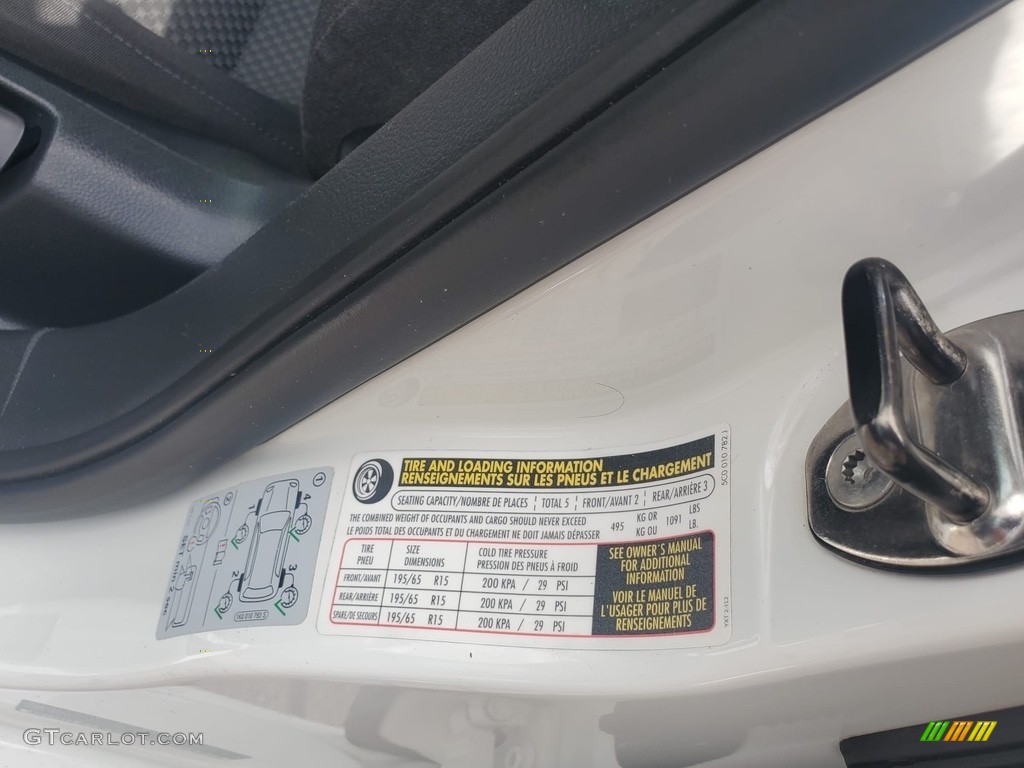 TIRE AND LOADING INFORMATION
RENSEIGNEMENTS SUR LES PNEUS ET LE CHARGEMENT
SEATING CAPACITY/NOMBRE DE PLACES TOTAL 5 FRONT/AVANT 2 REAR/ARRIÈRE 3
THE COMBINED WEIGHT OF OCCUPANTS AND CARGO SHOULD NEVER EXCEED
LE POIDS TOTAL DES OCCUPANTS ET DU CHARGEMENT NE DOIT JAMAIS DÉPASSER
495 KG OR 1091 LBS
KG OU LB.
TIRE SIZE COLD TIRE PRESSURE
PNEU DIMENSIONS PRESSION DES PNEUS À FROID
FRONT/AVANT 195/65 R15 200 KPA / 29 PSI
REAR/ARRIÈRE 195/65 R15 200 KPA / 29 PSI
SPARE/DE SECOURS 195/65 R15 200 KPA / 29 PSI
SEE OWNER'S MANUAL
FOR ADDITIONAL
INFORMATION
VOIR LE MANUEL DE
L'USAGER POUR PLUS DE
RENSEIGNEMENTS
5C0 010 782 J
1
2
3
4
GTCARLOT.COM